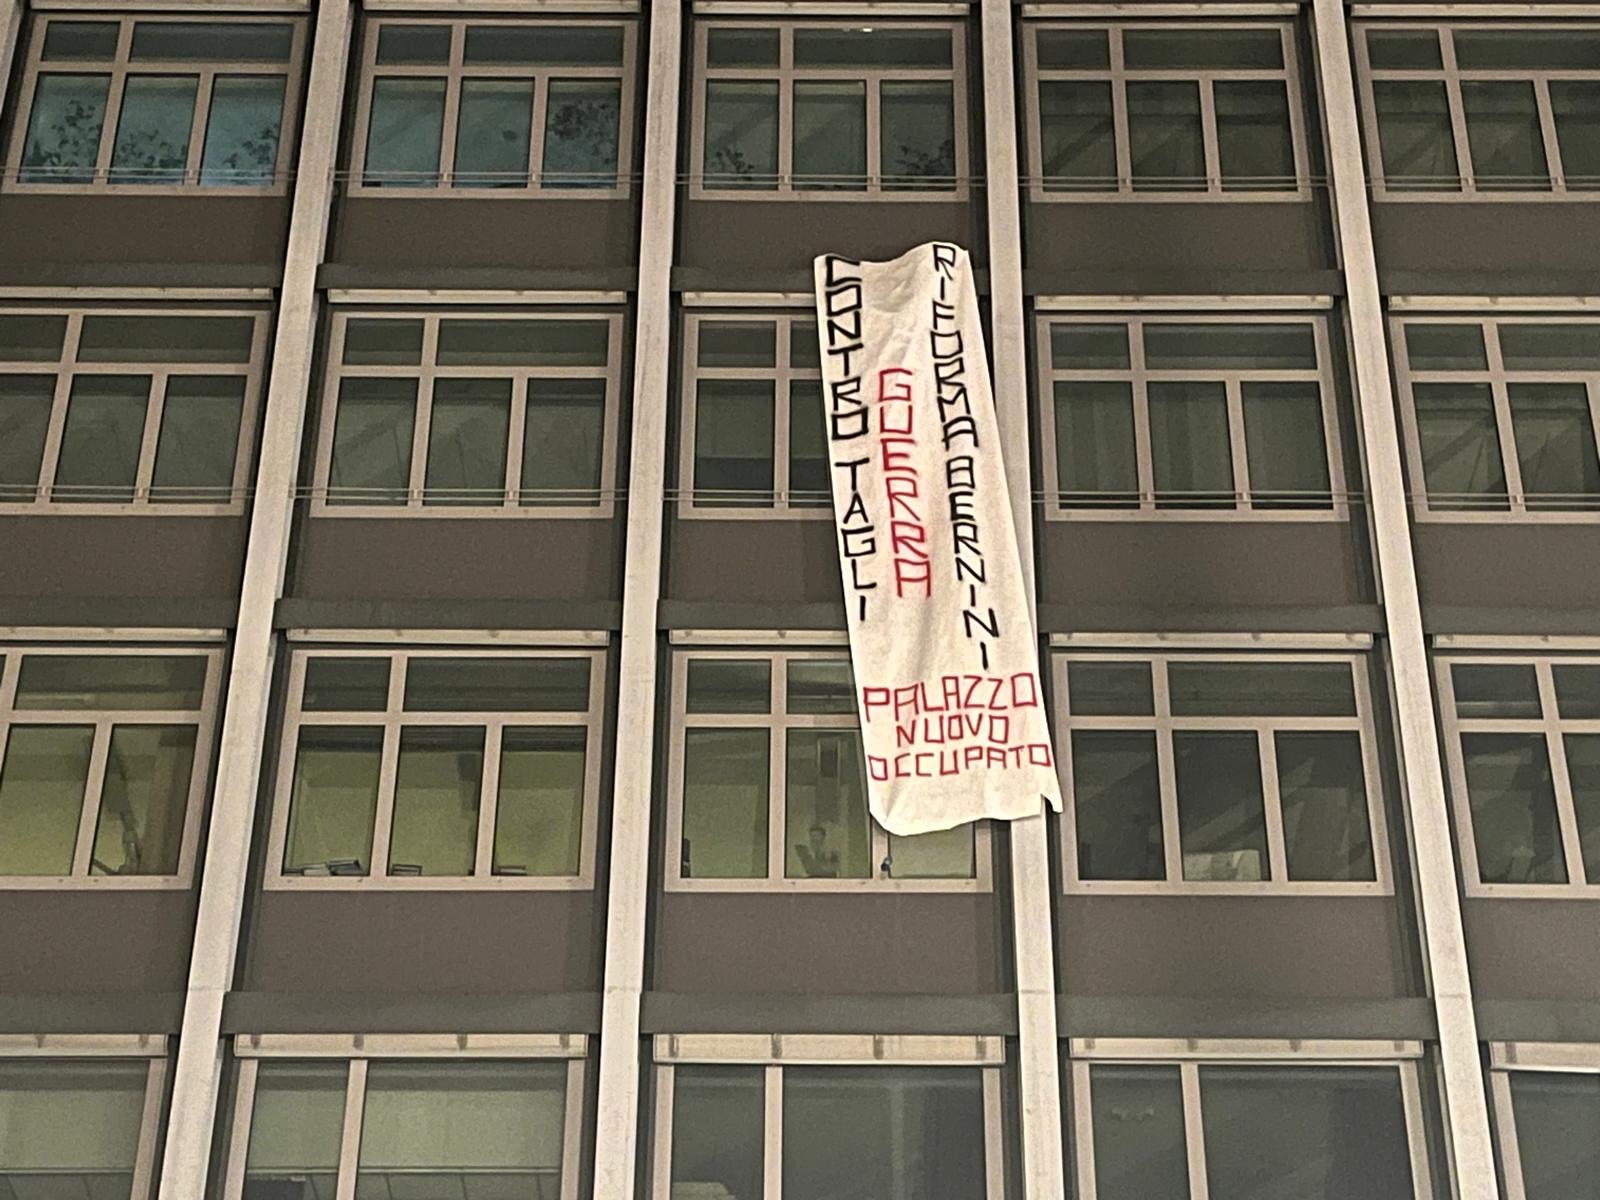 CONTRO TAGLI
GUERRA
RIFORMA BERNINI
PALAZZO
NUOVO
OCCUPATO